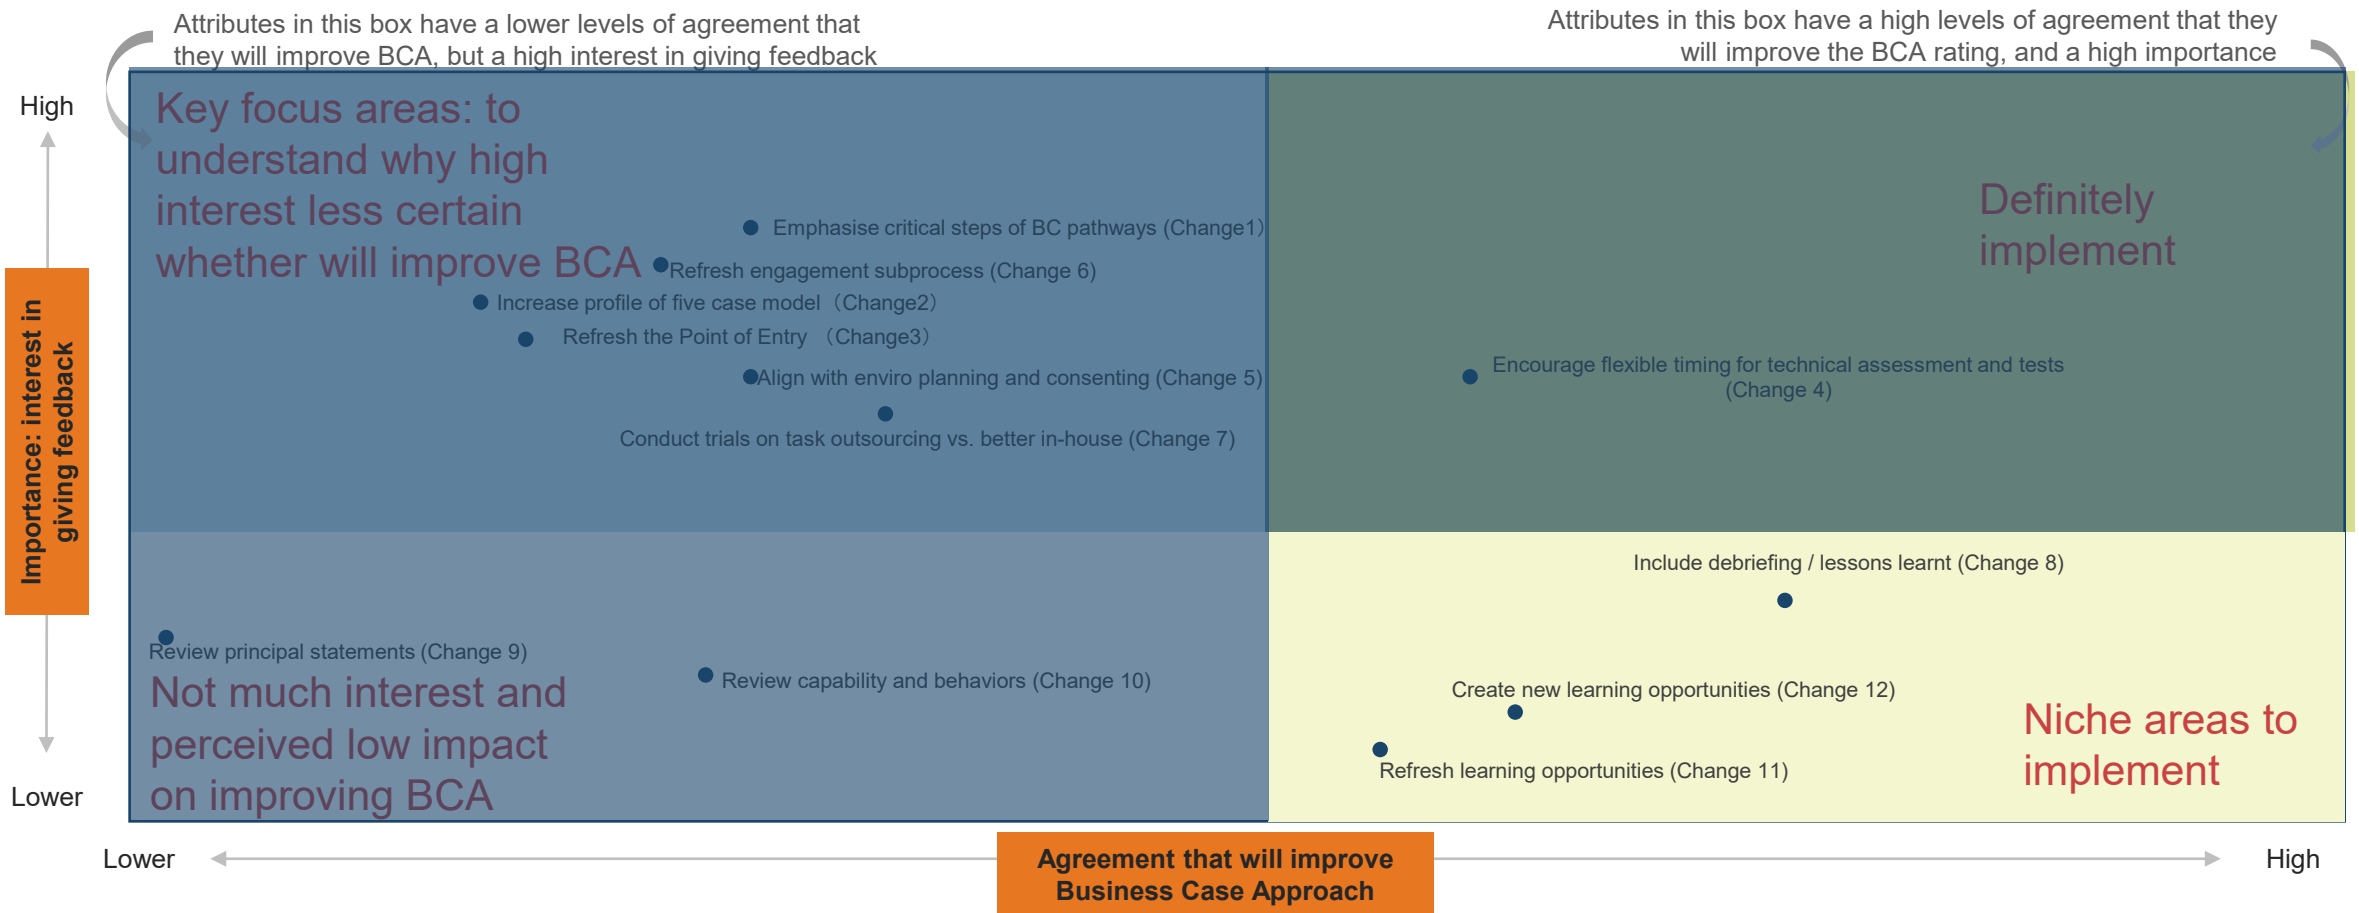 Attributes in this box have a lower levels of agreement that
they will improve BCA, but a high interest in giving feedback
Attributes in this box have a high levels of agreement that they
will improve the BCA rating, and a high importance
High
Key focus areas: to
understand why high
interest less certain
whether will improve BCA
Definitely
implement
Emphasise critical steps of BC pathways (Change1）
Refresh engagement subprocess (Change 6)
Increase profile of five case model（Change2）
Refresh the Point of Entry （Change3）
Align with enviro planning and consenting (Change 5)
Encourage flexible timing for technical assessment and tests
(Change 4)
Conduct trials on task outsourcing vs. better in-house (Change 7)
Importance: interest in
giving feedback
Include debriefing / lessons learnt (Change 8)
Review principal statements (Change 9)
Review capability and behaviors (Change 10)
Create new learning opportunities (Change 12)
Refresh learning opportunities (Change 11)
Not much interest and
perceived low impact
on improving BCA
Niche areas to
implement
Lower
Lower
Agreement that will improve
Business Case Approach
High